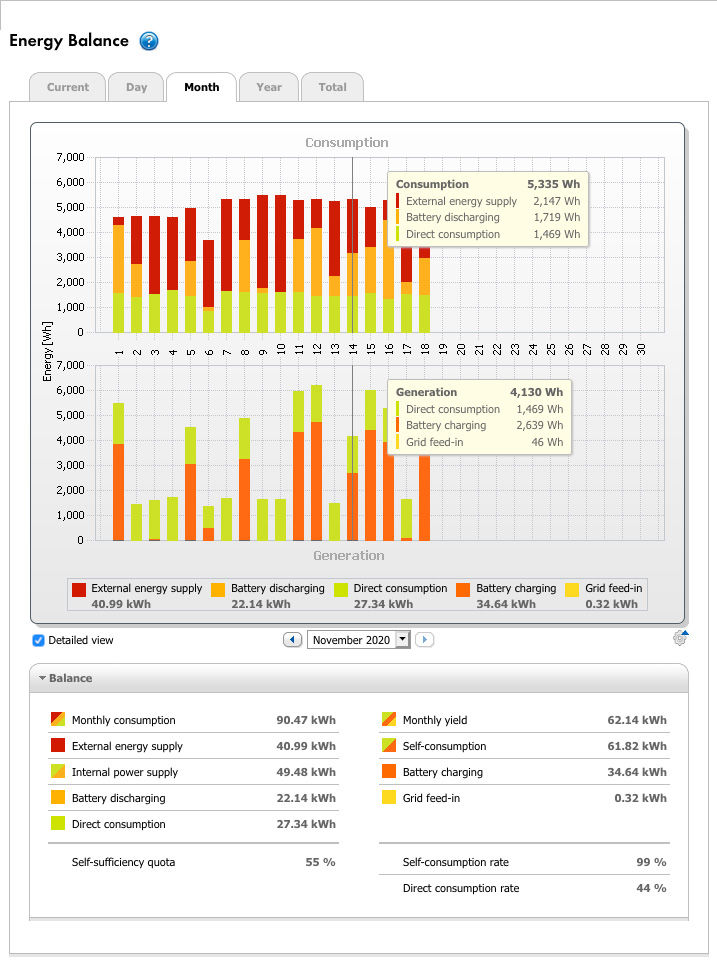 Energy Balance ?
Current Day Month Year Total
Consumption
7,000
6,000
5,000
4,000
3,000
2,000
1,000
0
Consumption 5,335 Wh
External energy supply 2,147 Wh
Battery discharging 1,719 Wh
Direct consumption 1,469 Wh
Energy [Wh]
1 2 3 4 5 6 7 8 9 10 11 12 13 14 15 16 17 18 19 20 21 22 23 24 25 26 27 28 29 30
7,000
6,000
5,000
4,000
3,000
2,000
1,000
0
Generation 4,130 Wh
Direct consumption 1,469 Wh
Battery charging 2,639 Wh
Grid feed-in 46 Wh
Generation
External energy supply Battery discharging Direct consumption Battery charging Grid feed-in
40.99 kWh 22.14 kWh 27.34 kWh 34.64 kWh 0.32 kWh
Detailed view November 2020
Balance
Monthly consumption 90.47 kWh Monthly yield 62.14 kWh
External energy supply 40.99 kWh Self-consumption 61.82 kWh
Internal power supply 49.48 kWh Battery charging 34.64 kWh
Battery discharging 22.14 kWh Grid feed-in 0.32 kWh
Direct consumption 27.34 kWh
Self-sufficiency quota 55 % Self-consumption rate 99 %
Direct consumption rate 44 %